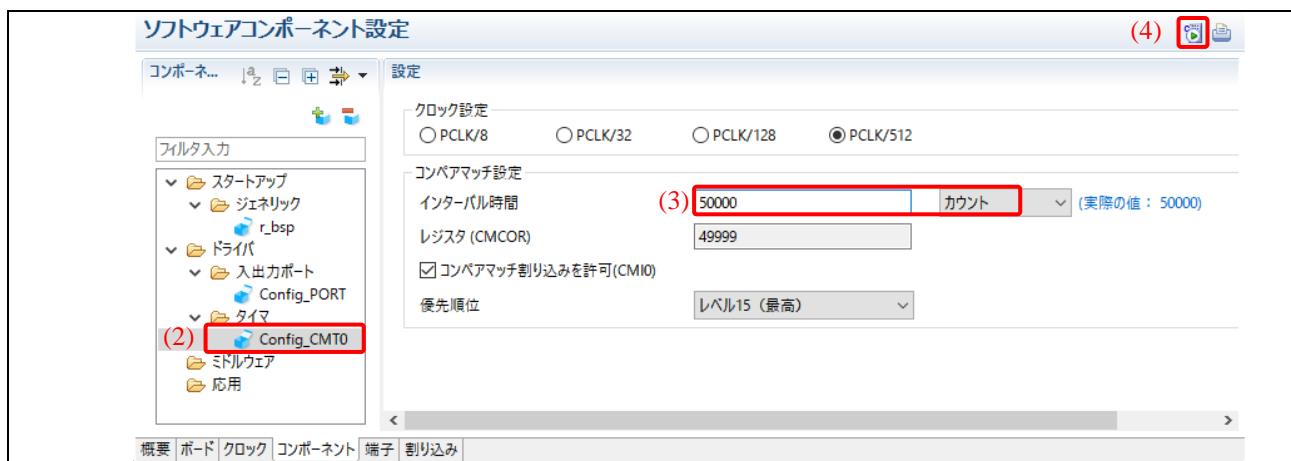 ソフトウェアコンポーネント設定
(4)
コンポーネ...
設定
フィルタ入力
スタートアップ
ジェネリック
r_bsp
ドライバ
入出力ポート
Config_PORT
タイマ
(2) Config_CMT0
ミドルウェア
応用
クロック設定
PCLK/8 PCLK/32 PCLK/128 PCLK/512
コンペアマッチ設定
インターバル時間 (3) 50000 カウント (実際の値： 50000)
レジスタ (CMCOR) 49999
コンペアマッチ割り込みを許可(CMI0)
優先順位 レベル15（最高）
概要 ボード クロック コンポーネント 端子 割り込み